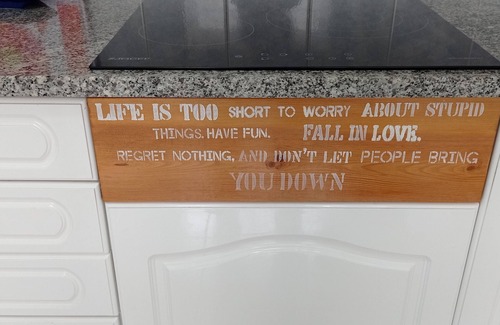 LIFE IS TOO SHORT TO WORRY ABOUT STUPID
THINGS. HAVE FUN. FALL IN LOVE.
REGRET NOTHING, AND DON'T LET PEOPLE BRING
YOU DOWN